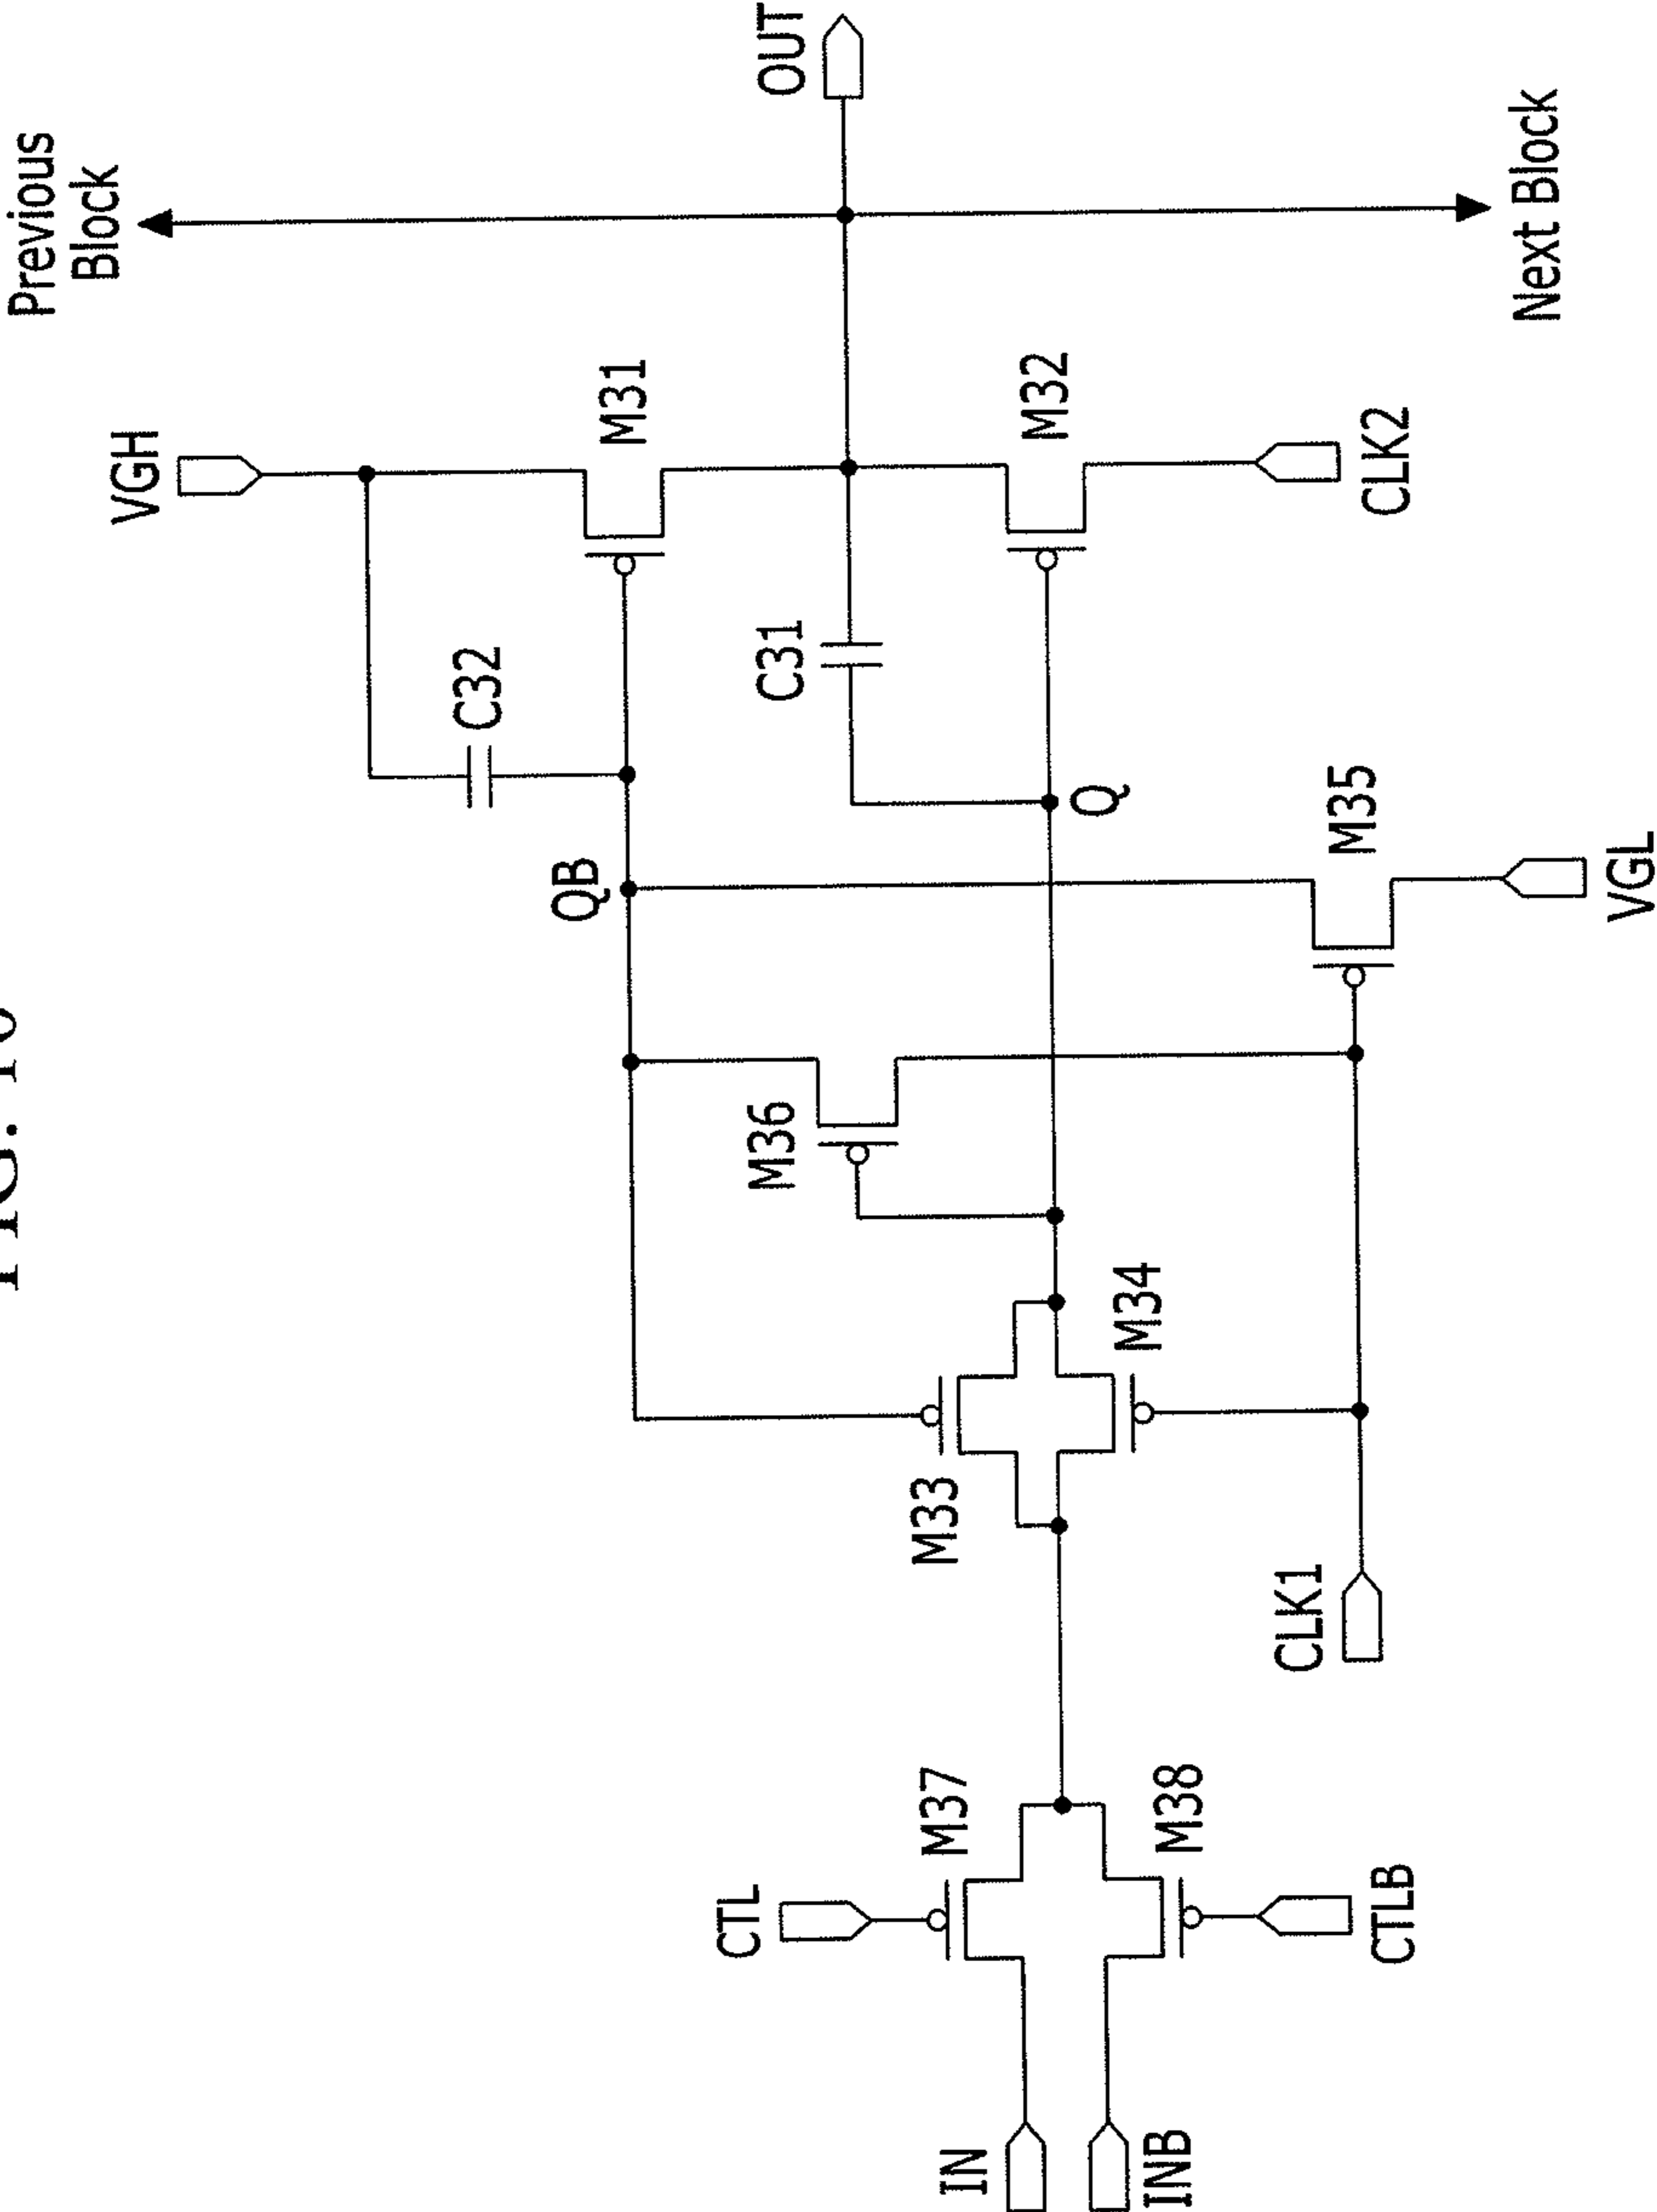 FIG.
Previous
Block
VGH
C32
QB
M31
CTL
M36
C31
OUT
M33
M37
IN
M32
Q
M34
INB
M38
CLK1
M35
CLK2
CTLB
Next Block
VGL